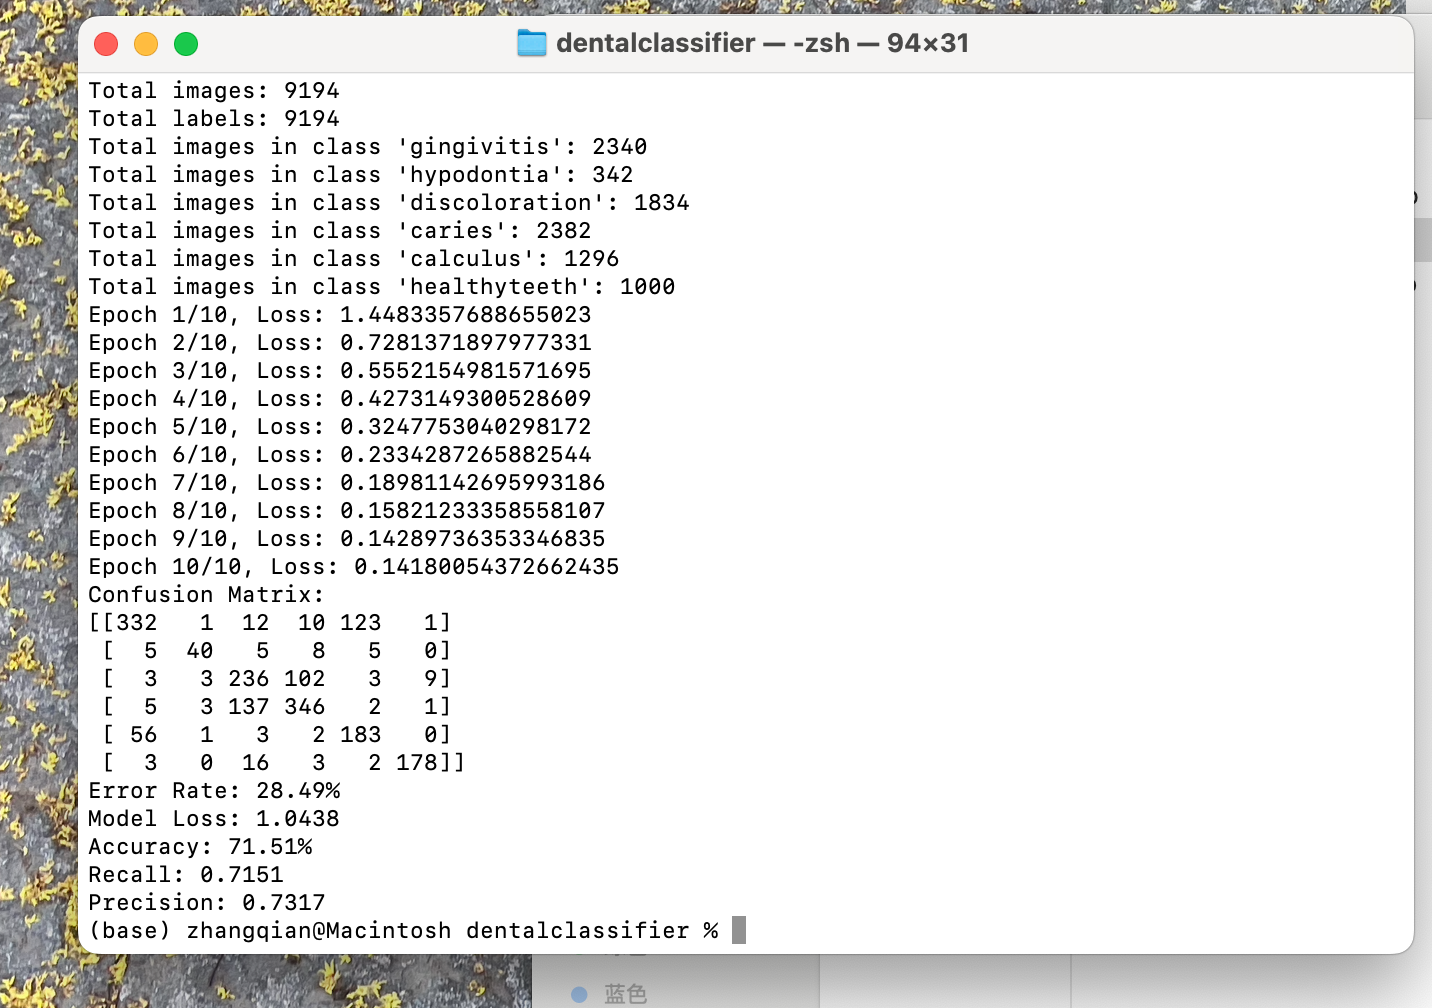 dentalclassifier — -zsh — 94×31
Total images: 9194
Total labels: 9194
Total images in class 'gingivitis': 2340
Total images in class 'hypodontia': 342
Total images in class 'discoloration': 1834
Total images in class 'caries': 2382
Total images in class 'calculus': 1296
Total images in class 'healthyteeth': 1000
Epoch 1/10, Loss: 1.4483357688655023
Epoch 2/10, Loss: 0.7281371897977331
Epoch 3/10, Loss: 0.5552154981571695
Epoch 4/10, Loss: 0.4273149300528609
Epoch 5/10, Loss: 0.3247753040298172
Epoch 6/10, Loss: 0.2334287265882544
Epoch 7/10, Loss: 0.18981142695993186
Epoch 8/10, Loss: 0.15821233358558107
Epoch 9/10, Loss: 0.14289736353346835
Epoch 10/10, Loss: 0.14180054372662435
Confusion Matrix:
[[332   1  12  10 123   1]
 [  5  40   5   8   5   0]
 [  3   3 236 102   3   9]
 [  5   3 137 346   2   1]
 [ 56   1   3   2 183   0]
 [  3   0  16   3   2 178]]
Error Rate: 28.49%
Model Loss: 1.0438
Accuracy: 71.51%
Recall: 0.7151
Precision: 0.7317
(base) zhangqian@Macintosh dentalclassifier %
蓝色